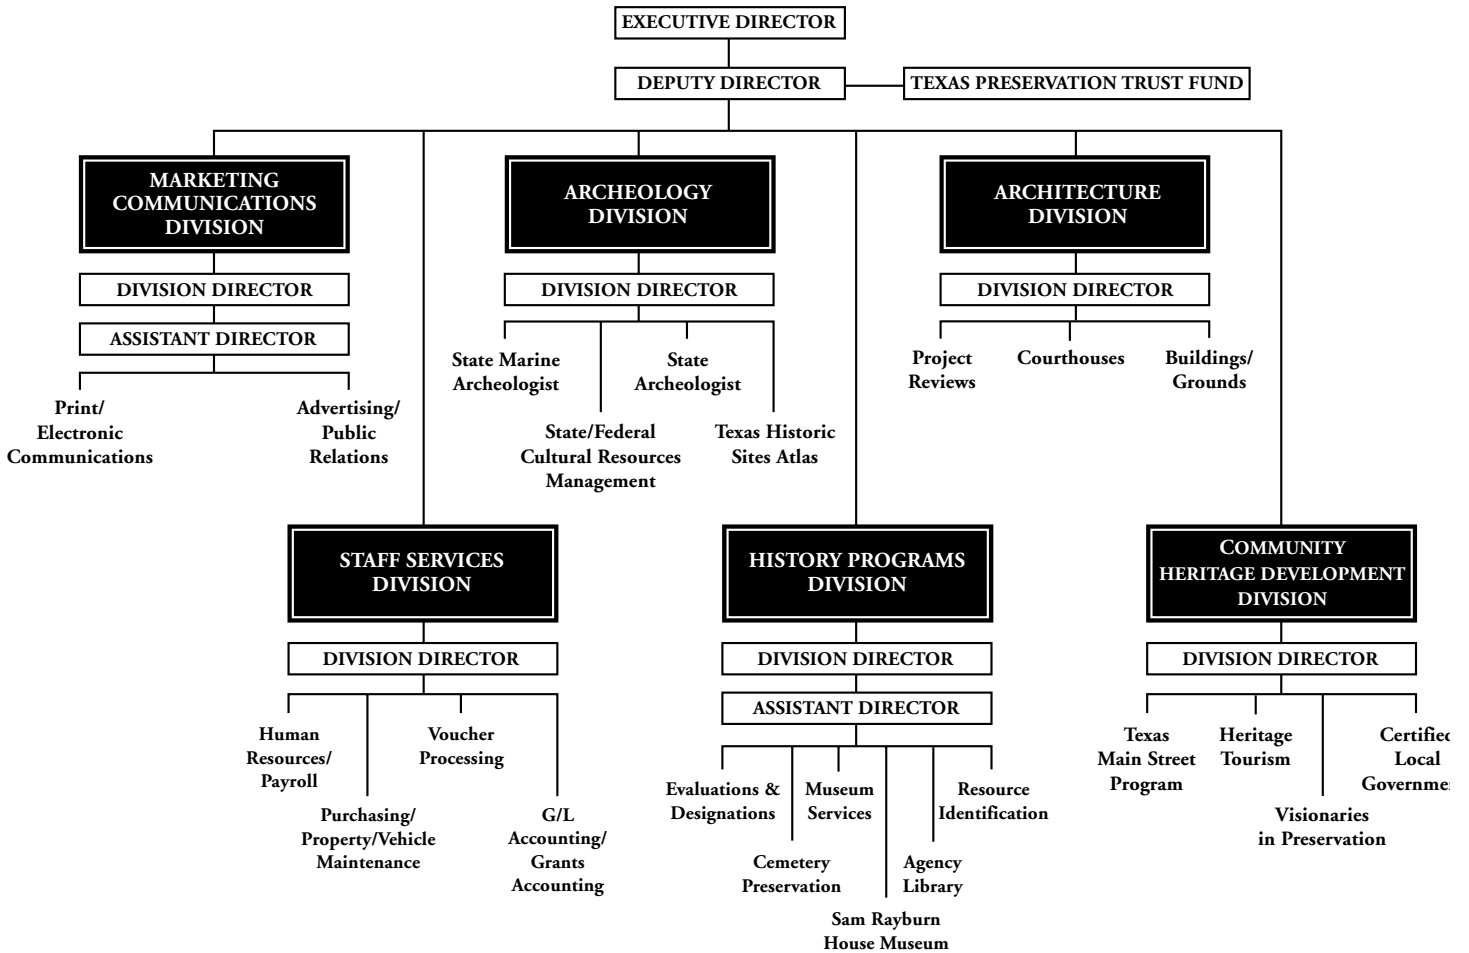 EXECUTIVE DIRECTOR
DEPUTY DIRECTOR
TEXAS PRESERVATION TRUST FUND
MARKETING
COMMUNICATIONS
DIVISION
DIVISION DIRECTOR
ASSISTANT DIRECTOR
Print/
Electronic
Communications
Advertising/
Public
Relations
ARCHEOLOGY
DIVISION
DIVISION DIRECTOR
State Marine
Archeologist
State/Federal
Cultural Resources
Management
State
Archeologist
Texas Historic
Sites Atlas
ARCHITECTURE
DIVISION
DIVISION DIRECTOR
Project
Reviews
Courthouses
Buildings/
Grounds
STAFF SERVICES
DIVISION
DIVISION DIRECTOR
Human
Resources/
Payroll
Purchasing/
Property/Vehicle
Maintenance
Voucher
Processing
G/L
Accounting/
Grants
Accounting
HISTORY PROGRAMS
DIVISION
DIVISION DIRECTOR
ASSISTANT DIRECTOR
Evaluations &
Designations
Cemetery
Preservation
Museum
Services
Sam Rayburn
House Museum
Agency
Library
Resource
Identification
COMMUNITY
HERITAGE DEVELOPMENT
DIVISION
DIVISION DIRECTOR
Texas
Main Street
Program
Heritage
Tourism
Visionaries
in Preservation
Certified
Local
Governme